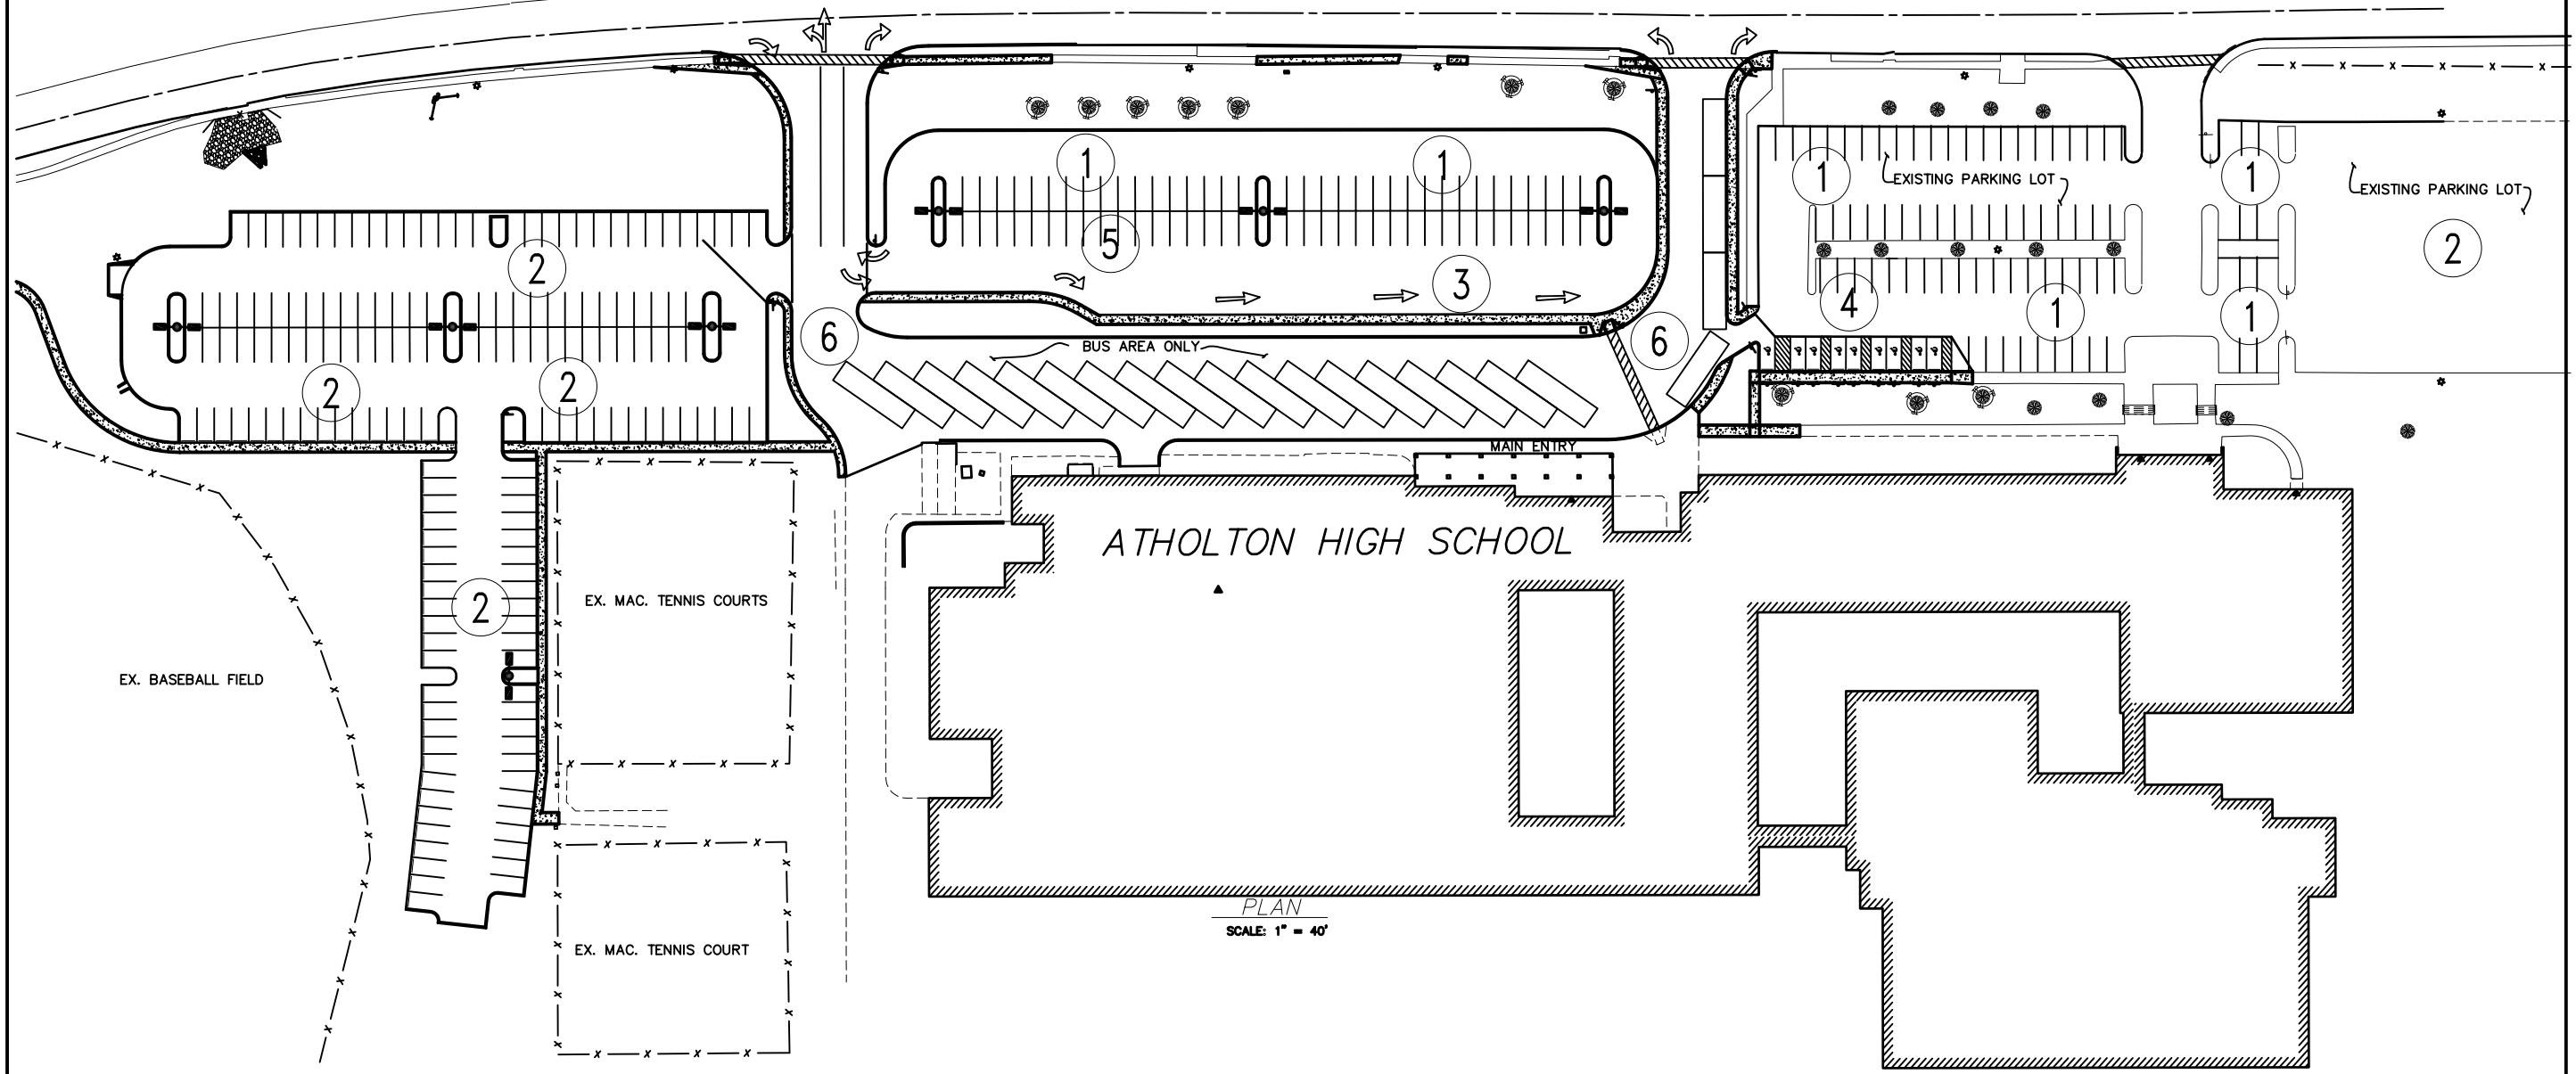 1
1
1
EXISTING PARKING LOT
1
EXISTING PARKING LOT
2
5
2
3
4
1
1
6
6
BUS AREA ONLY
2
2
MAIN ENTRY
ATHOLTON HIGH SCHOOL
EX. MAC. TENNIS COURTS
2
EX. BASEBALL FIELD
PLAN
SCALE: 1" = 40'
EX. MAC. TENNIS COURT